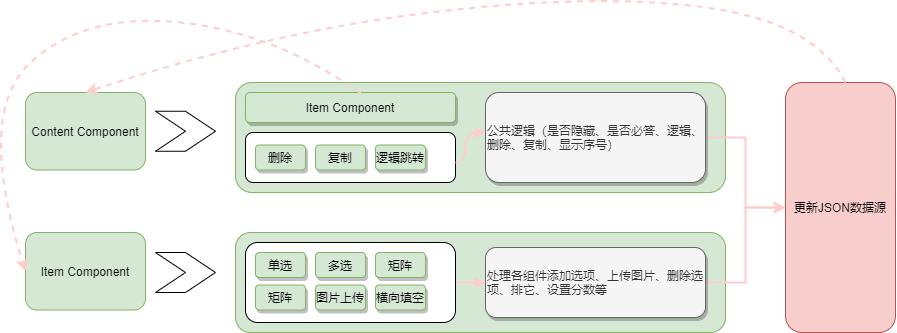 Content Component
Item Component
删除
复制
逻辑跳转
公共逻辑（是否隐藏、是否必答、逻辑、
删除、复制、显示序号）
更新JSON数据源
Item Component
单选
多选
矩阵
矩阵
图片上传
横向填空
处理各组件添加选项、上传图片、删除选
项、排它、设置分数等